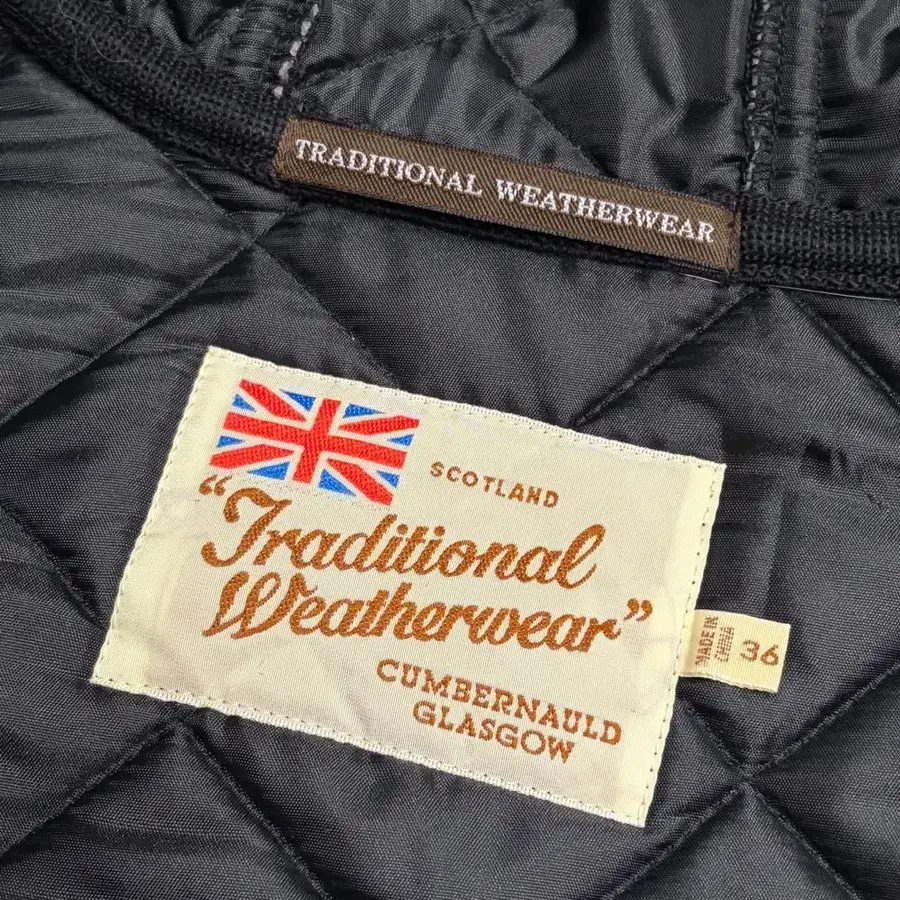 TRADITIONAL WEATHERWEAR
SCOTLAND
"Traditional
Weatherwear"
CUMBERNAULD
GLASGOW
MADE IN
CHINA
36